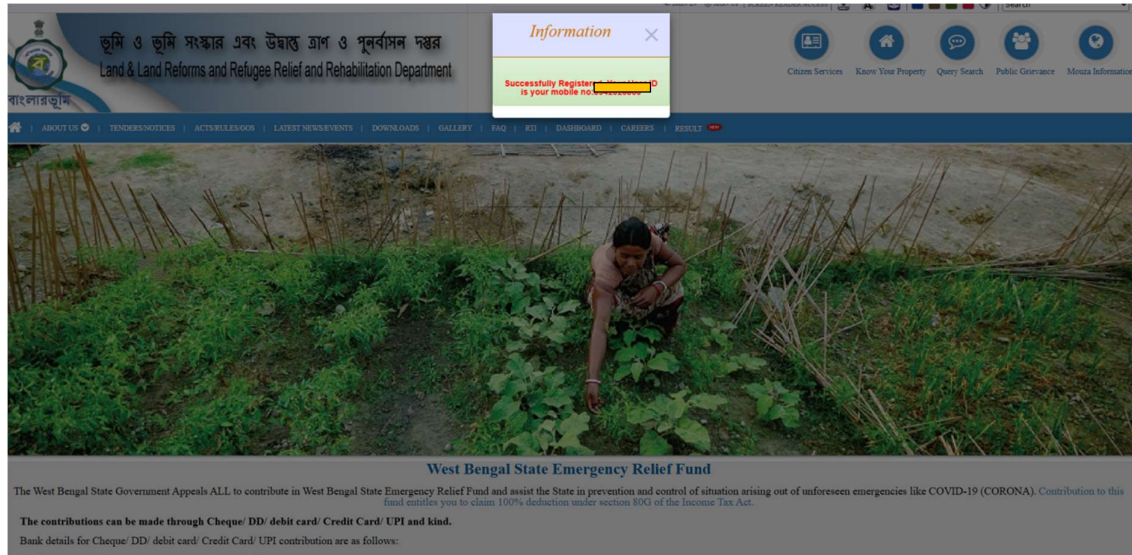 SCREEN READER ACCESS
Search
Information
Successfully Registered
is your mobile no:
ভূমি ও ভূমি সংস্কার এবং উদ্বাস্তু ত্রাণ ও পূনর্বাসন দপ্তর
Land & Land Reforms and Refugee Relief and Rehabilitation Department
বাংলারভূমি
Citizen Services Know Your Property Query Search Public Grievance Mouza Information
ABOUT US | TENDERS/NOTICES | ACTS/RULES/GOS | LATEST NEWS/EVENTS | DOWNLOADS | GALLERY | FAQ | RTI | DASHBOARD | CAREERS | RESULT NEW
West Bengal State Emergency Relief Fund
The West Bengal State Government Appeals ALL to contribute in West Bengal State Emergency Relief Fund and assist the State in prevention and control of situation arising out of unforeseen emergencies like COVID-19 (CORONA). Contribution to this
fund entitles you to claim 100% deduction under section 80G of the Income Tax Act.
The contributions can be made through Cheque/ DD/ debit card/ Credit Card/ UPI and kind.
Bank details for Cheque/ DD/ debit card/ Credit Card/ UPI contribution are as follows: